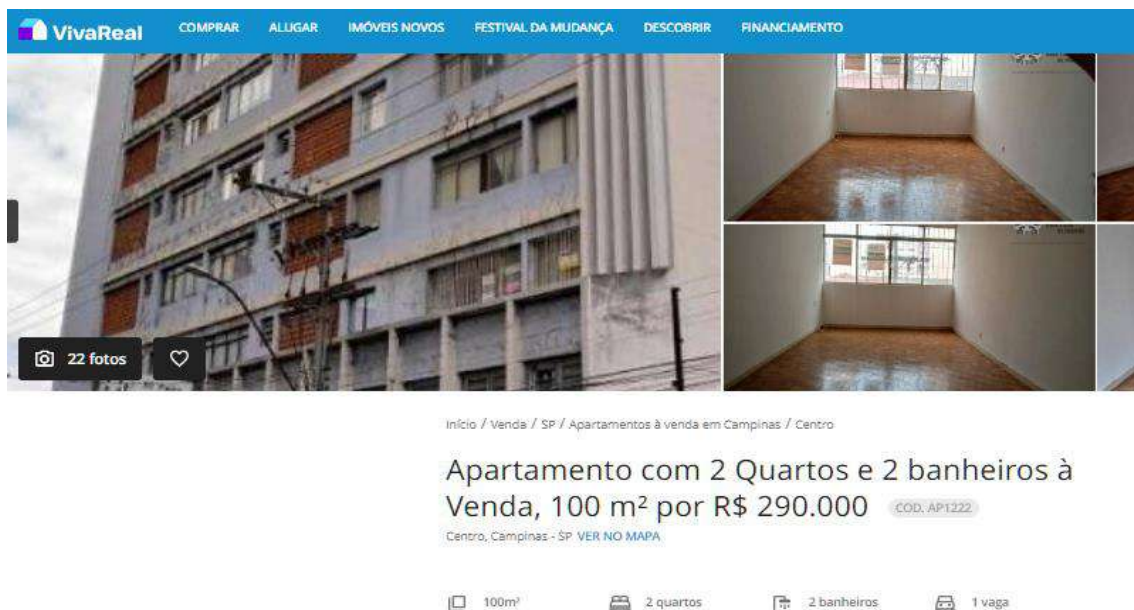 VivaReal COMPRAR ALUGAR IMÓVEIS NOVOS FESTIVAL DA MUDANÇA DESCOBRIR FINANCIAMENTO
22 fotos
Início / Venda / SP / Apartamentos à venda em Campinas / Centro
Apartamento com 2 Quartos e 2 banheiros à
Venda, 100 m² por R$ 290.000 COD. AP1222
Centro, Campinas - SP VER NO MAPA
100m² 2 quartos 2 banheiros 1 vaga